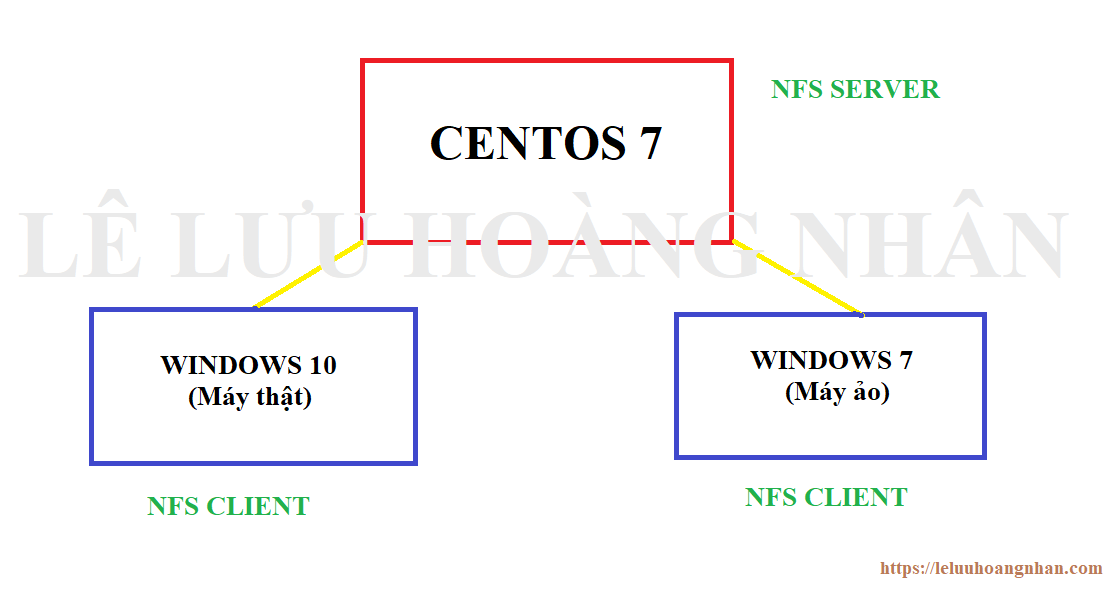 NFS SERVER
CENTOS 7
LÊ LƯU HOÀNG NHÂN
WINDOWS 10
(Máy thật)
WINDOWS 7
(Máy ảo)
NFS CLIENT
NFS CLIENT
https://leluuhoangnhan.com